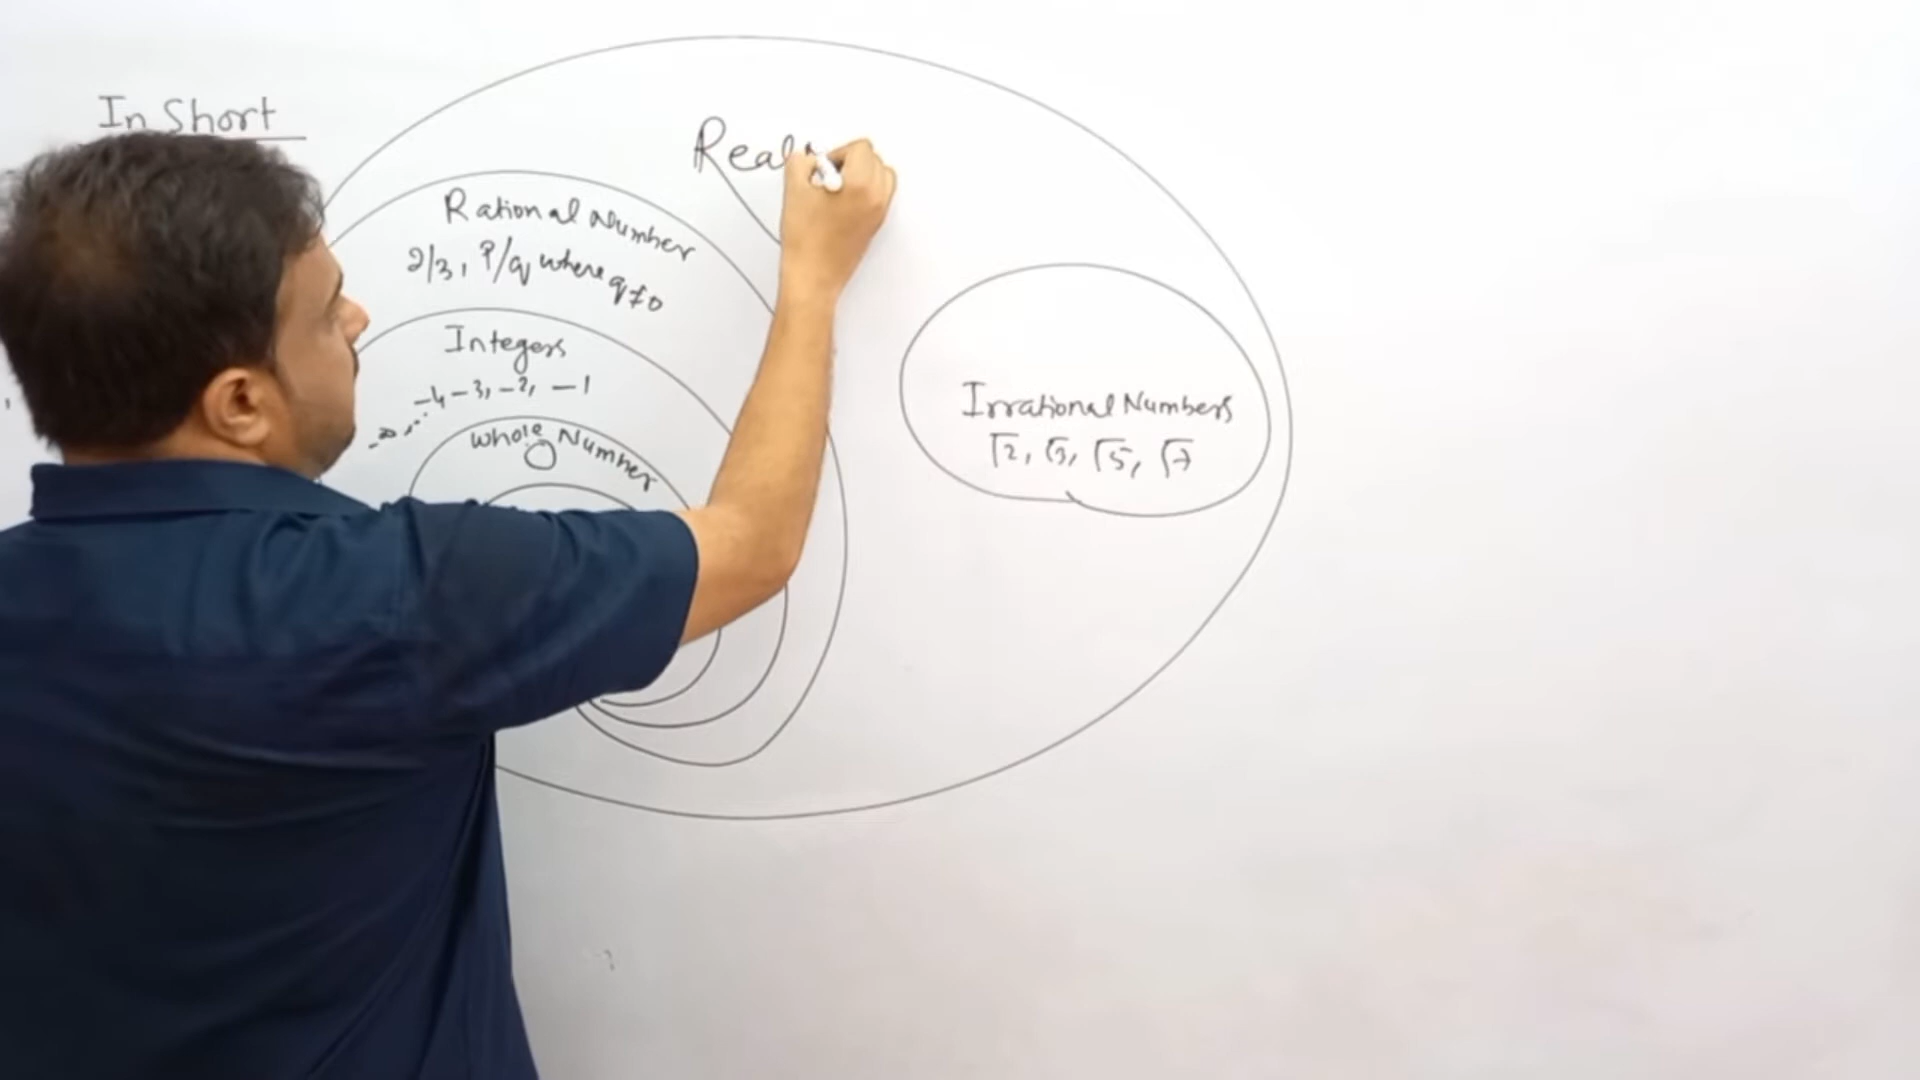 In Short
Real
Rational Number
2/3, P/q where q≠0
Integers
-4 -3, -2, -1
Whole Number
0
Irrational Numbers
√2, √3, √5, √7